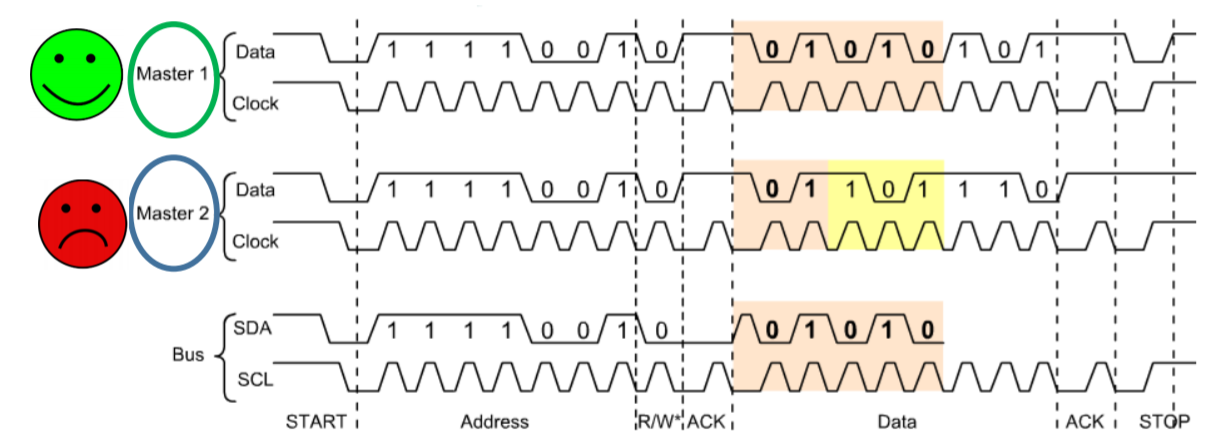 Data 1 1 1 1 0 0 1 0 0 1 0 1 0 1 0 1
Master 1
Clock
Data 1 1 1 1 0 0 1 0 0 1 1 0 1 1 1 0
Master 2
Clock
SDA 1 1 1 1 0 0 1 0 0 1 0 1 0
Bus
SCL
START Address R/W* ACK Data ACK STOP